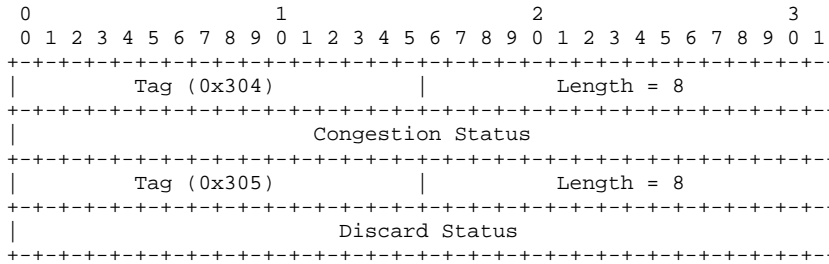 0                   1                   2                   3
 0 1 2 3 4 5 6 7 8 9 0 1 2 3 4 5 6 7 8 9 0 1 2 3 4 5 6 7 8 9 0 1
+-+-+-+-+-+-+-+-+-+-+-+-+-+-+-+-+-+-+-+-+-+-+-+-+-+-+-+-+-+-+-+-
|         Tag (0x304)           |          Length = 8
+-+-+-+-+-+-+-+-+-+-+-+-+-+-+-+-+-+-+-+-+-+-+-+-+-+-+-+-+-+-+-+-
|                       Congestion Status
+-+-+-+-+-+-+-+-+-+-+-+-+-+-+-+-+-+-+-+-+-+-+-+-+-+-+-+-+-+-+-+-
|         Tag (0x305)           |          Length = 8
+-+-+-+-+-+-+-+-+-+-+-+-+-+-+-+-+-+-+-+-+-+-+-+-+-+-+-+-+-+-+-+-
|                         Discard Status
+-+-+-+-+-+-+-+-+-+-+-+-+-+-+-+-+-+-+-+-+-+-+-+-+-+-+-+-+-+-+-+-